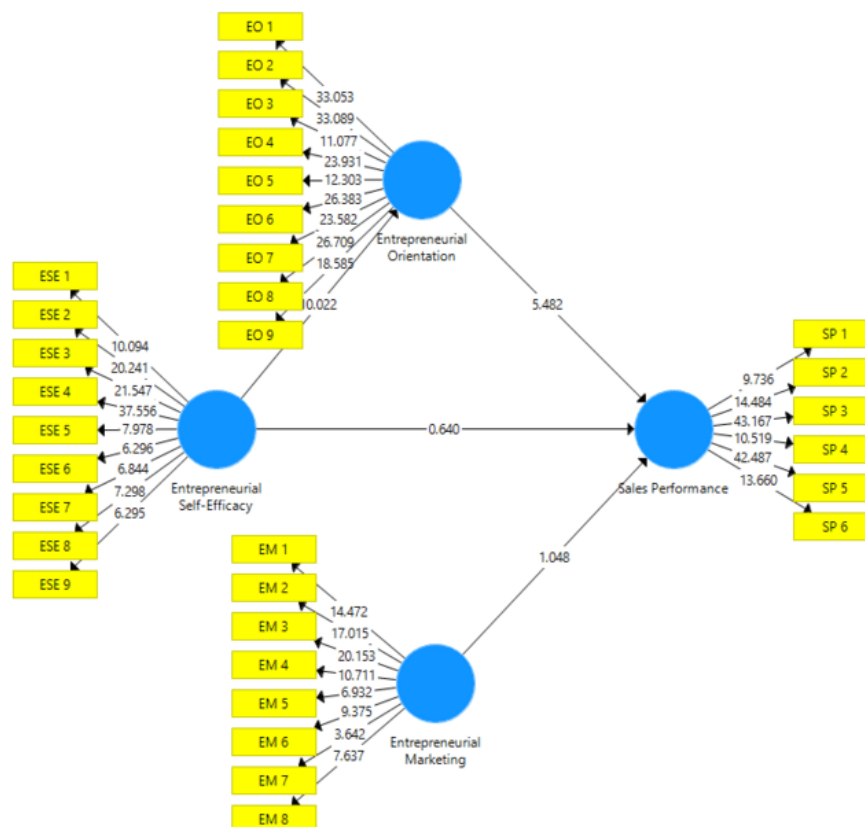 EO 1
EO 2
EO 3
EO 4
EO 5
EO 6
EO 7
EO 8
EO 9
33.053
33.089
11.077
23.931
12.303
26.383
23.582
26.709
18.585
Entrepreneurial
Orientation
10.022
5.482
ESE 1
ESE 2
ESE 3
ESE 4
ESE 5
ESE 6
ESE 7
ESE 8
ESE 9
10.094
20.241
21.547
37.556
7.978
6.296
6.844
7.298
6.295
Entrepreneurial
Self-Efficacy
0.640
SP 1
SP 2
SP 3
SP 4
SP 5
SP 6
9.736
14.484
43.167
10.519
42.487
13.660
Sales Performance
1.048
EM 1
EM 2
EM 3
EM 4
EM 5
EM 6
EM 7
EM 8
14.472
17.015
20.153
10.711
6.932
9.375
3.642
7.637
Entrepreneurial
Marketing